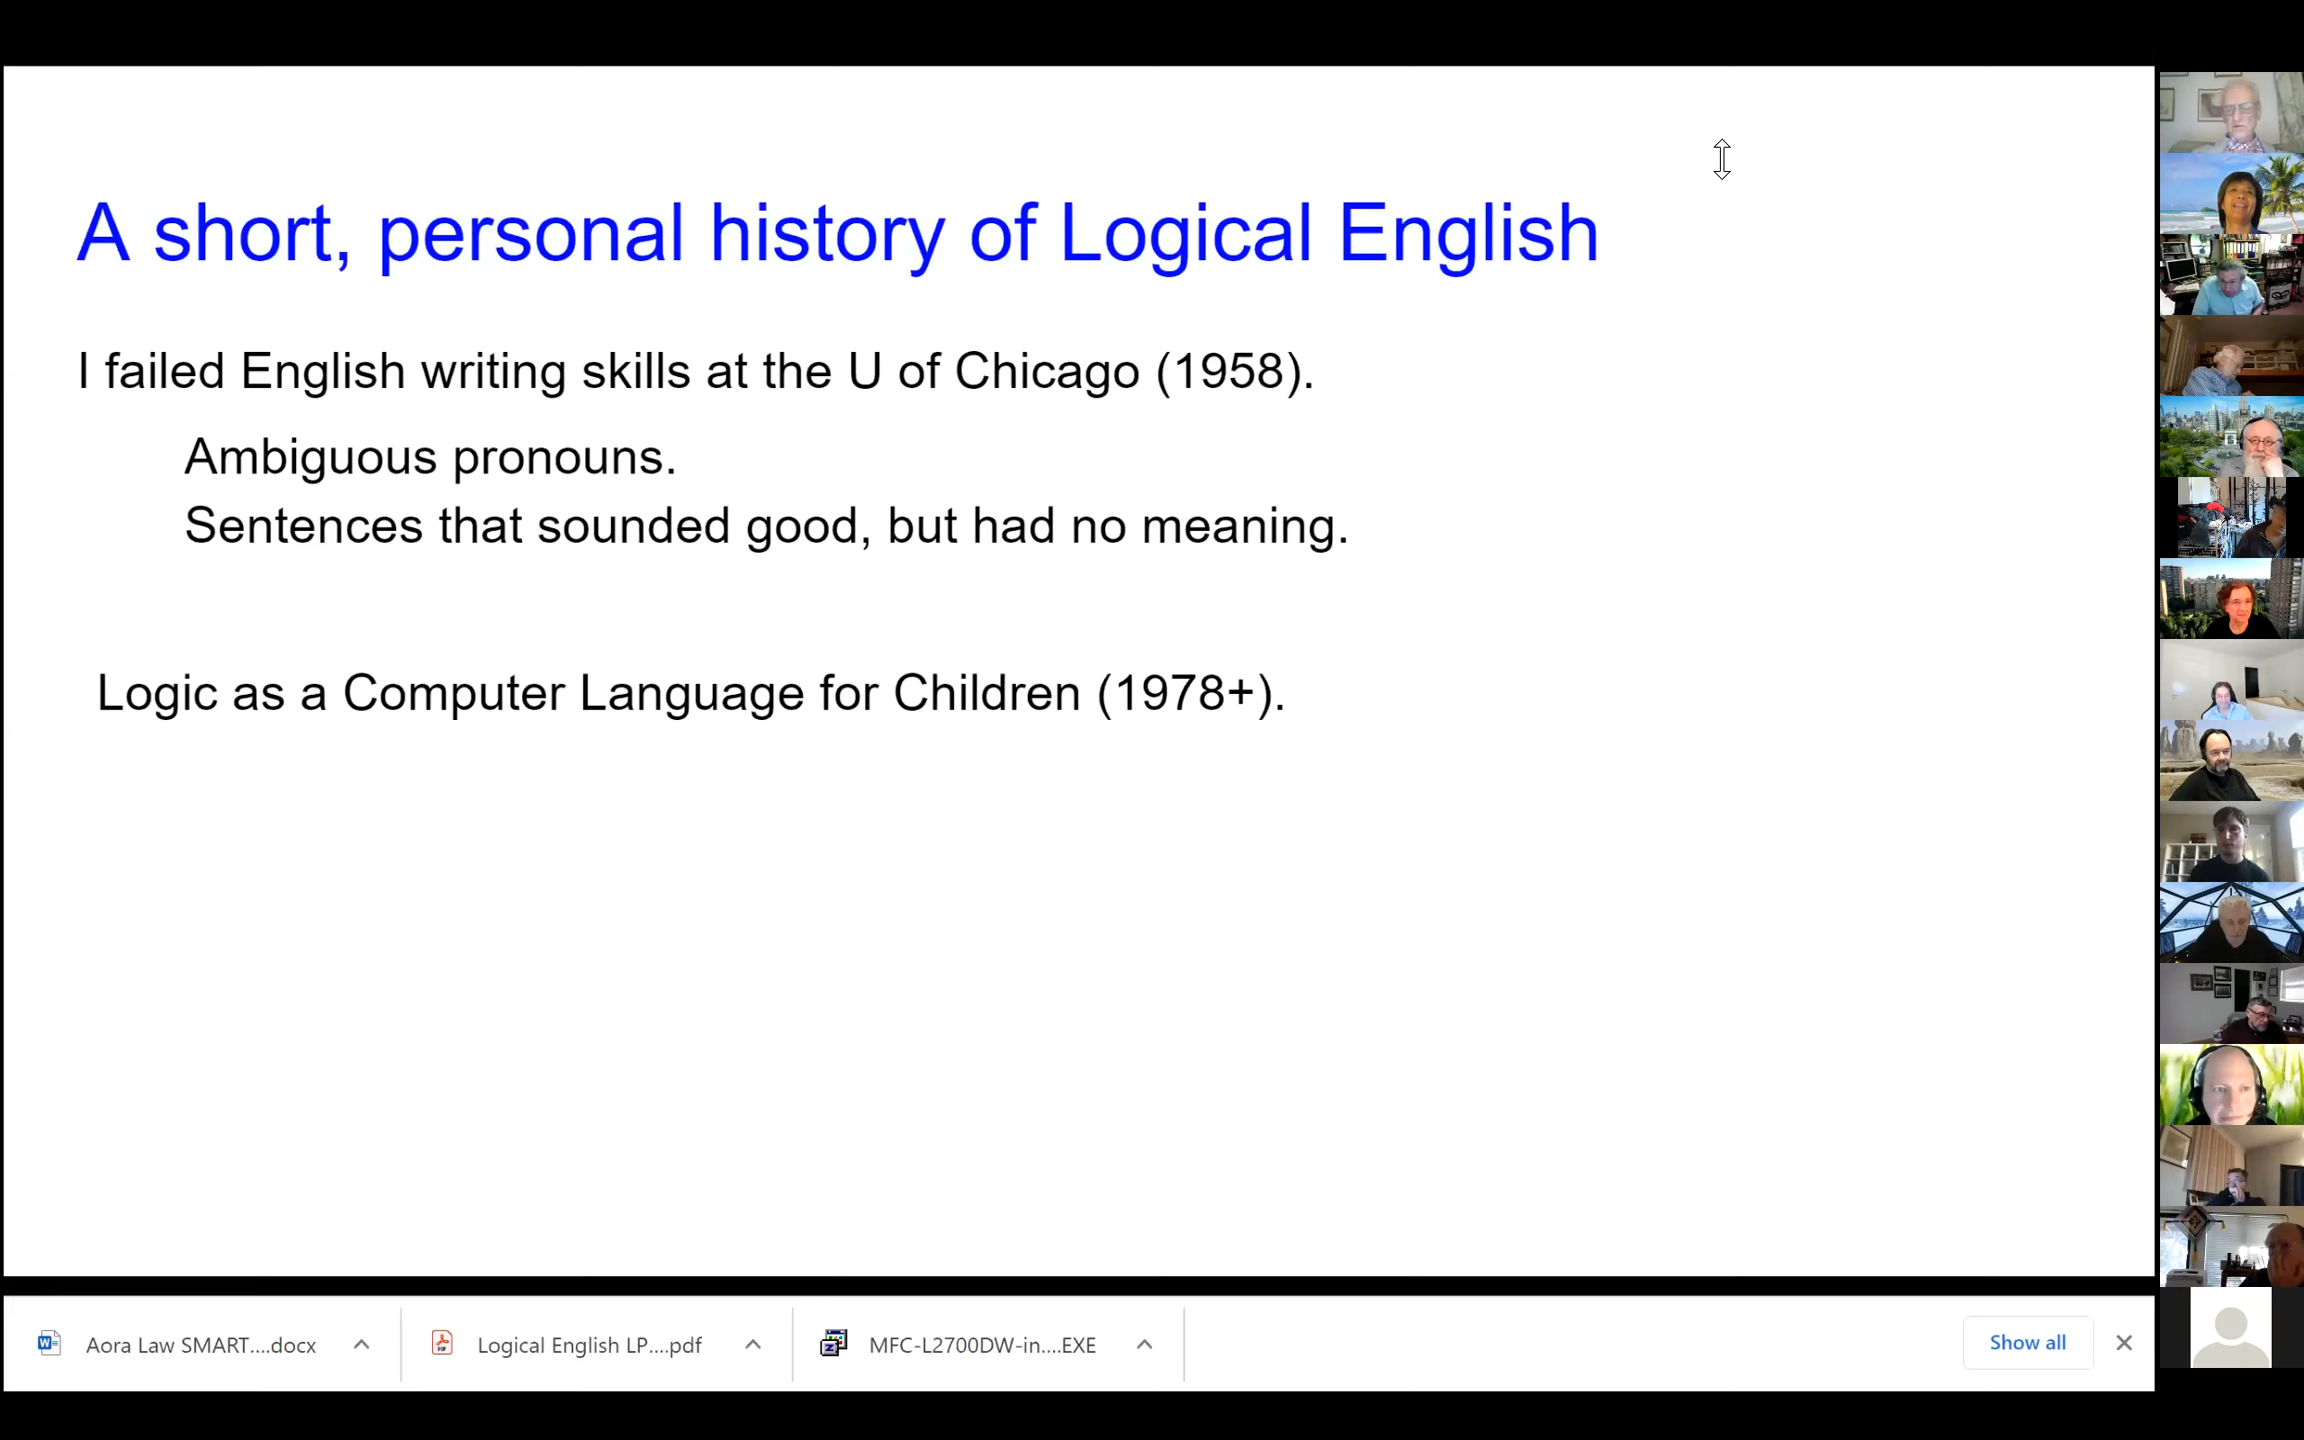 A short, personal history of Logical English
I failed English writing skills at the U of Chicago (1958).
Ambiguous pronouns.
Sentences that sounded good, but had no meaning.
Logic as a Computer Language for Children (1978+).
Aora Law SMART....docx
Logical English LP....pdf
MFC-L2700DW-in....EXE
Show all